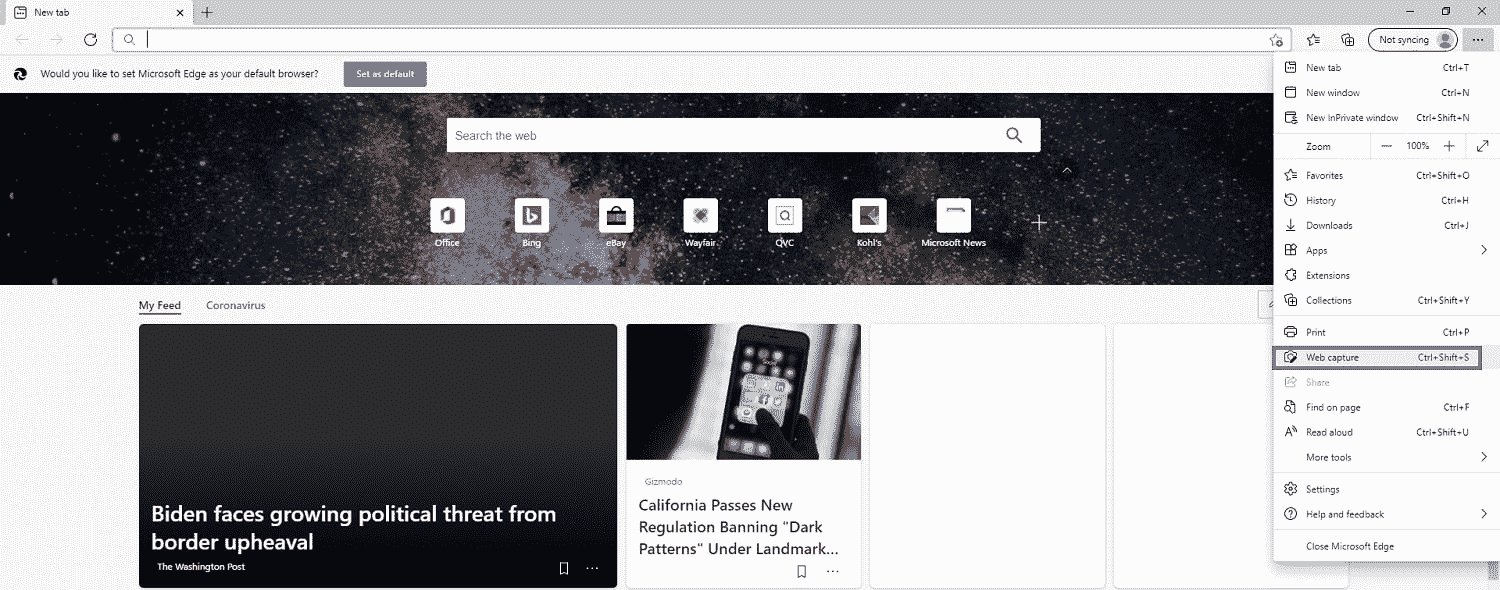 New tab
Not syncing
Would you like to set Microsoft Edge as your default browser?
Set as default
Search the web
Office
Bing
eBay
Wayfair
QVC
Kohl's
Microsoft News
My Feed
Coronavirus
Biden faces growing political threat from
border upheaval
The Washington Post
Gizmodo
California Passes New
Regulation Banning "Dark
Patterns" Under Landmark...
New tab Ctrl+T
New window Ctrl+N
New InPrivate window Ctrl+Shift+N
Zoom 100%
Favorites Ctrl+Shift+O
History Ctrl+H
Downloads Ctrl+J
Apps
Extensions
Collections Ctrl+Shift+Y
Print Ctrl+P
Web capture Ctrl+Shift+S
Share
Find on page Ctrl+F
Read aloud Ctrl+Shift+U
More tools
Settings
Help and feedback
Close Microsoft Edge